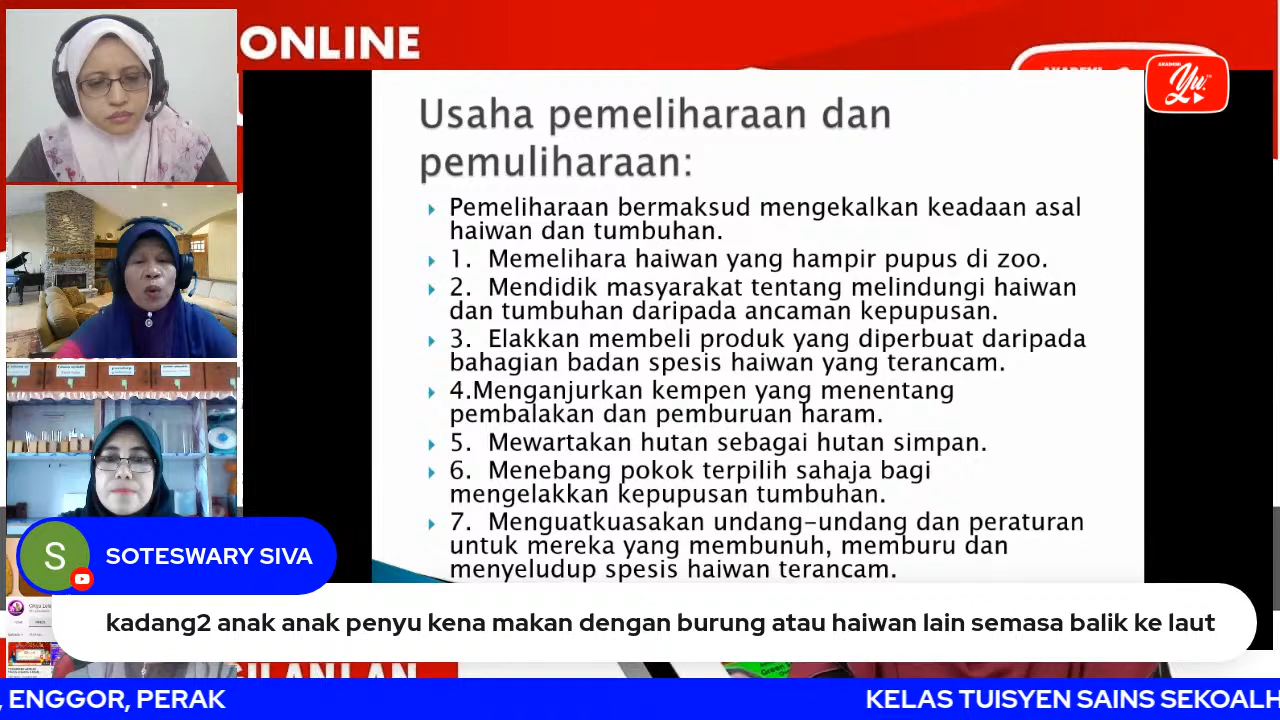 ONLINE
AKADEMI
Yu
Usaha pemeliharaan dan
pemuliharaan:
Pemeliharaan bermaksud mengekalkan keadaan asal
haiwan dan tumbuhan.
1. Memelihara haiwan yang hampir pupus di zoo.
2. Mendidik masyarakat tentang melindungi haiwan
dan tumbuhan daripada ancaman kepupusan.
3. Elakkan membeli produk yang diperbuat daripada
bahagian badan spesis haiwan yang terancam.
4.Menganjurkan kempen yang menentang
pembalakan dan pemburuan haram.
5. Mewartakan hutan sebagai hutan simpan.
6. Menebang pokok terpilih sahaja bagi
mengelakkan kepupusan tumbuhan.
7. Menguatkuasakan undang-undang dan peraturan
untuk mereka yang membunuh, memburu dan
menyeludup spesis haiwan terancam.
S
SOTESWARY SIVA
kadang2 anak anak penyu kena makan dengan burung atau haiwan lain semasa balik ke laut
, ENGGOR, PERAK
KELAS TUISYEN SAINS SEKOALH